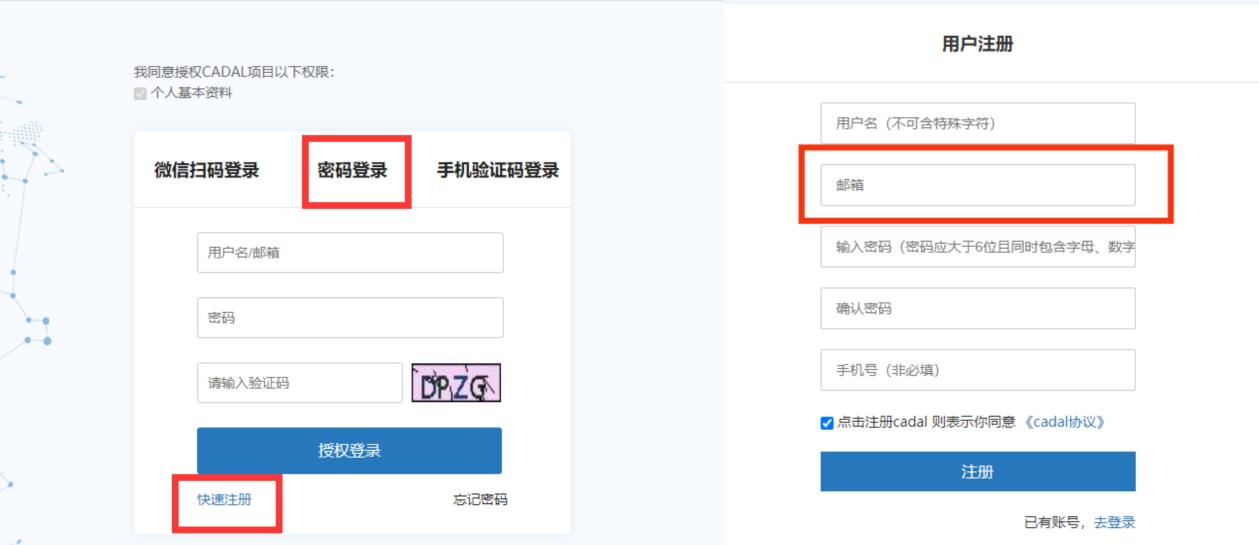 我同意授权CADAL项目以下权限：
个人基本资料
微信扫码登录 密码登录 手机验证码登录
用户名/邮箱
密码
请输入验证码 DPZG
授权登录
快速注册 忘记密码
用户注册
用户名（不可含特殊字符）
邮箱
输入密码（密码应大于6位且同时包含字母、数字
确认密码
手机号（非必填）
点击注册cadal 则表示你同意 《cadal协议》
注册
已有账号，去登录